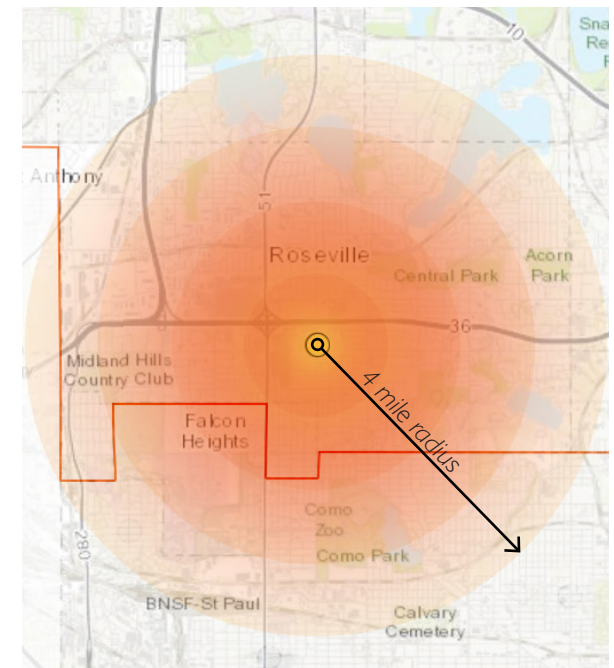 Sna
Re
10
Anthony
51
Roseville
Acorn
Park
Central Park
36
Midland Hills
Country Club
4 mile radius
Falcon
Heights
Como
Zoo
280
Como Park
BNSF-St Paul
Calvary
Cemetery